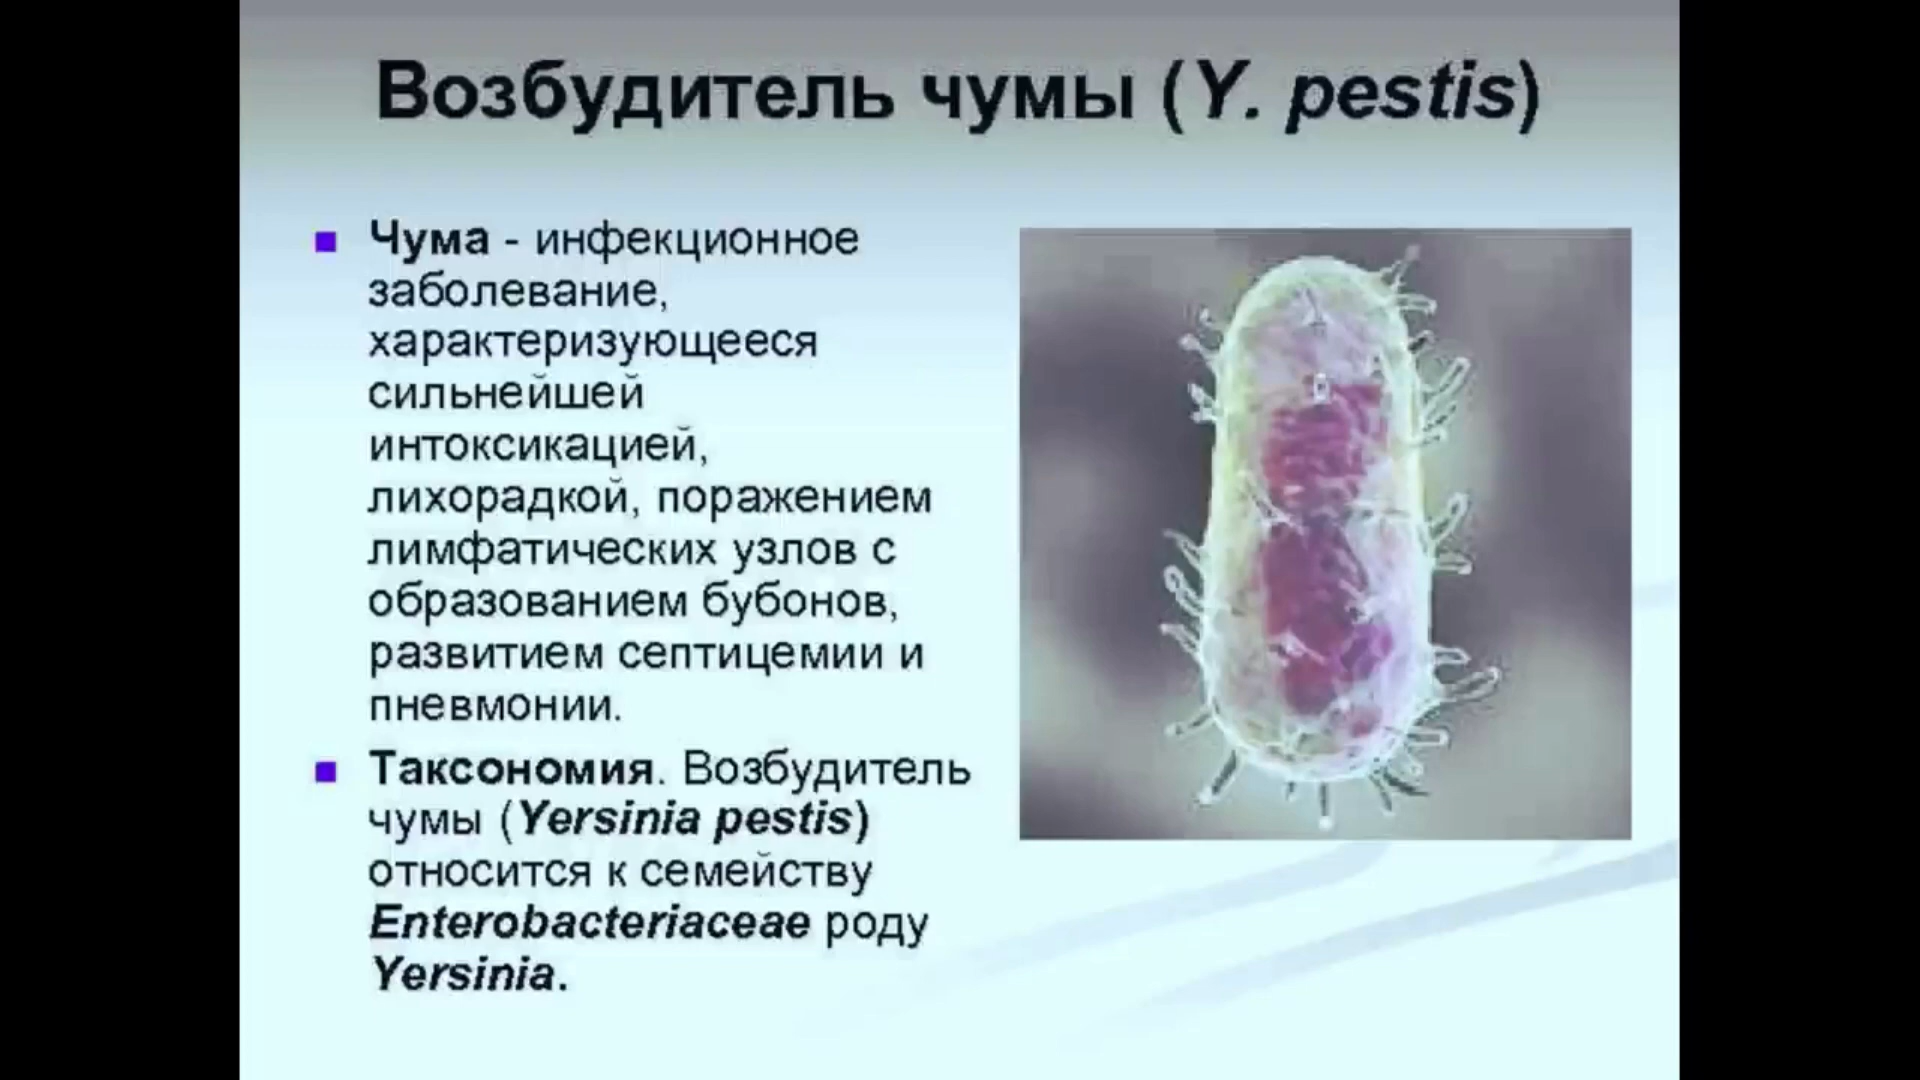 Возбудитель чумы (Y. pestis)
Чума - инфекционное
заболевание,
характеризующееся
сильнейшей
интоксикацией,
лихорадкой, поражением
лимфатических узлов с
образованием бубонов,
развитием септицемии и
пневмонии.
Таксономия. Возбудитель
чумы (Yersinia pestis)
относится к семейству
Enterobacteriaceae роду
Yersinia.